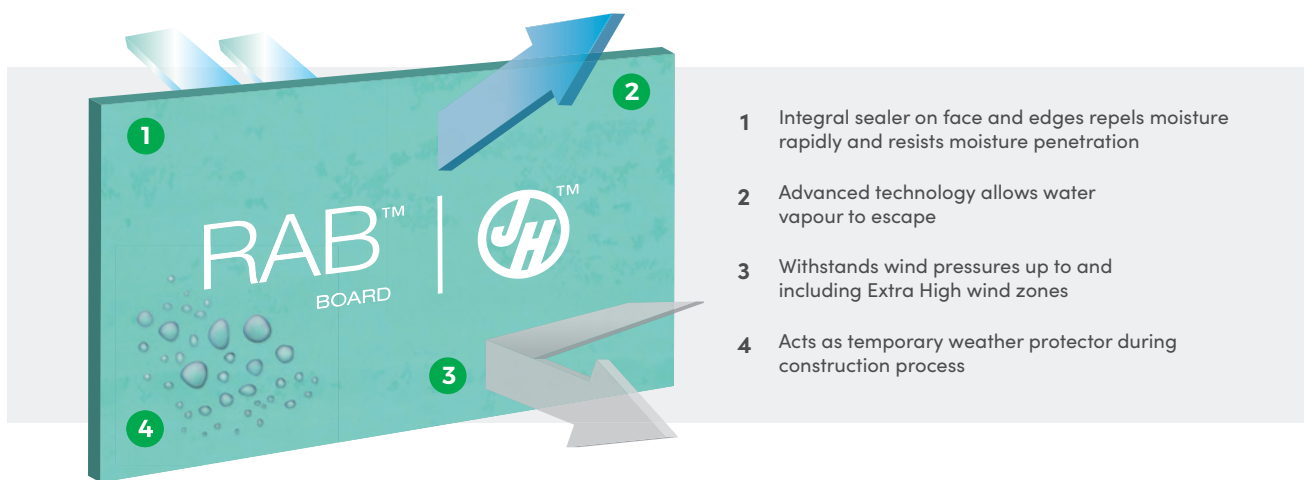 1
2
RAB™
JH™
BOARD
3
4
1 Integral sealer on face and edges repels moisture
rapidly and resists moisture penetration
2 Advanced technology allows water
vapour to escape
3 Withstands wind pressures up to and
including Extra High wind zones
4 Acts as temporary weather protector during
construction process